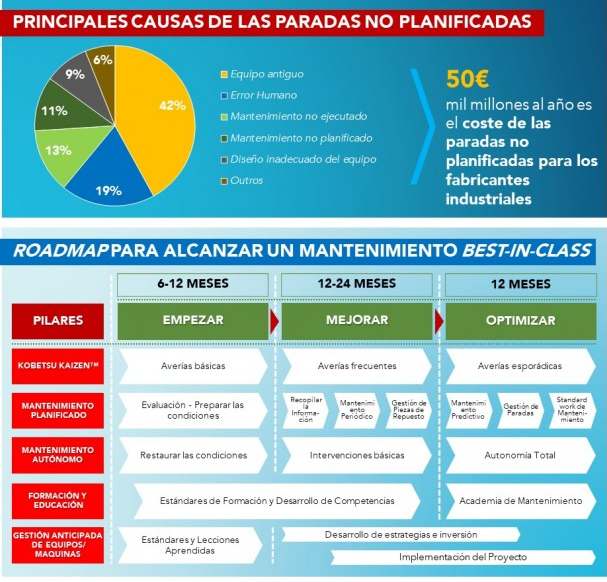 PRINCIPALES CAUSAS DE LAS PARADAS NO PLANIFICADAS
6%
9%
11%
13%
19%
42%
Equipo antiguo
Error Humano
Mantenimiento no ejecutado
Mantenimiento no planificado
Diseño inadecuado del equipo
Otros
50€
mil millones al año es
el coste de las
paradas no
planificadas para los
fabricantes
industriales
ROADMAP PARA ALCANZAR UN MANTENIMIENTO BEST-IN-CLASS
6-12 MESES
12-24 MESES
12 MESES
PILARES
EMPEZAR
MEJORAR
OPTIMIZAR
KOBETSU KAIZEN™
Averías básicas
Averías frecuentes
Averías esporádicas
MANTENIMIENTO
PLANIFICADO
Evaluación - Preparar las
condiciones
Recopilar
la
Informa-
ción
Mantenimi
ento
Periódico
Gestión de
Piezas de
Repuesto
Mantenimi
ento
Predictivo
Gestión de
Paradas
Standard
work de
Manteni-
miento
MANTENIMIENTO
AUTÓNOMO
Restaurar las condiciones
Intervenciones básicas
Autonomía Total
FORMACIÓN Y
EDUCACIÓN
Estándares de Formación y Desarrollo de Competencias
Academia de Mantenimiento
GESTIÓN ANTICIPADA
DE EQUIPOS/
MAQUINAS
Estándares y Lecciones
Aprendidas
Desarrollo de estrategias e inversión
Implementación del Proyecto